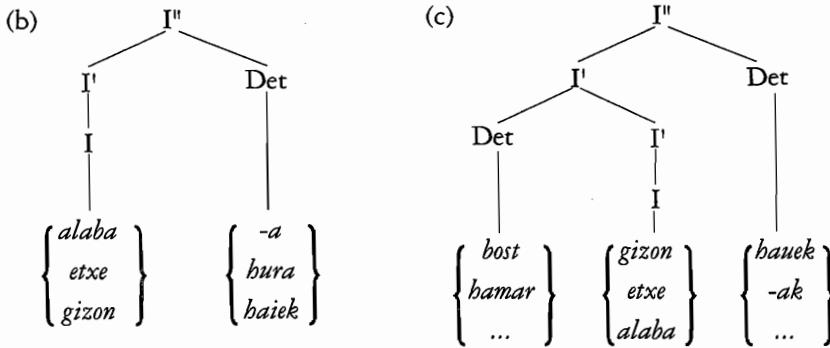 (b)
I"
I'
Det
I
alaba
etxe
gizon
-a
hura
haiek
(c)
I"
I'
Det
Det
I'
I
bost
hamar
...
gizon
etxe
alaba
hauek
-ak
...